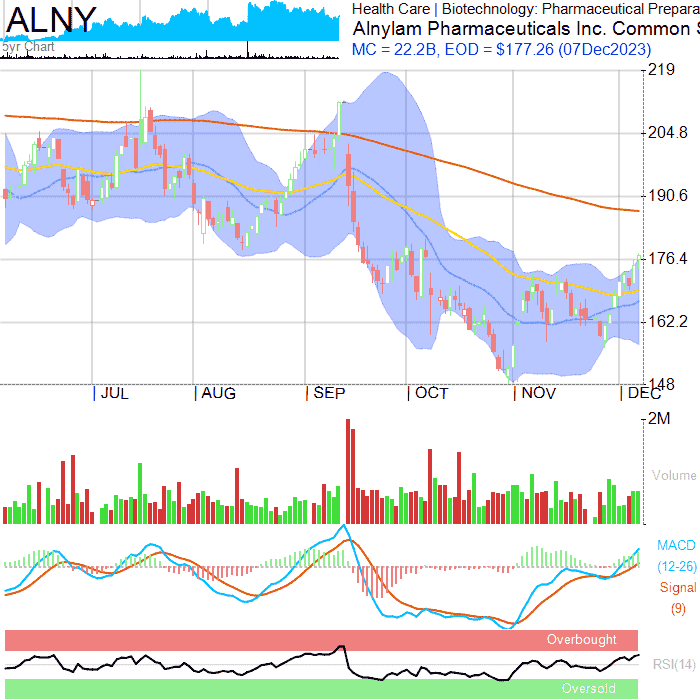 ALNY
5yr Chart
Health Care | Biotechnology: Pharmaceutical Prepara
Alnylam Pharmaceuticals Inc. Common S
MC = 22.2B, EOD = $177.26 (07Dec2023)
219
204.8
190.6
176.4
162.2
148
JUL AUG SEP OCT NOV DEC
2M
Volume
MACD
(12-26)
Signal
(9)
Overbought
RSI(14)
Oversold